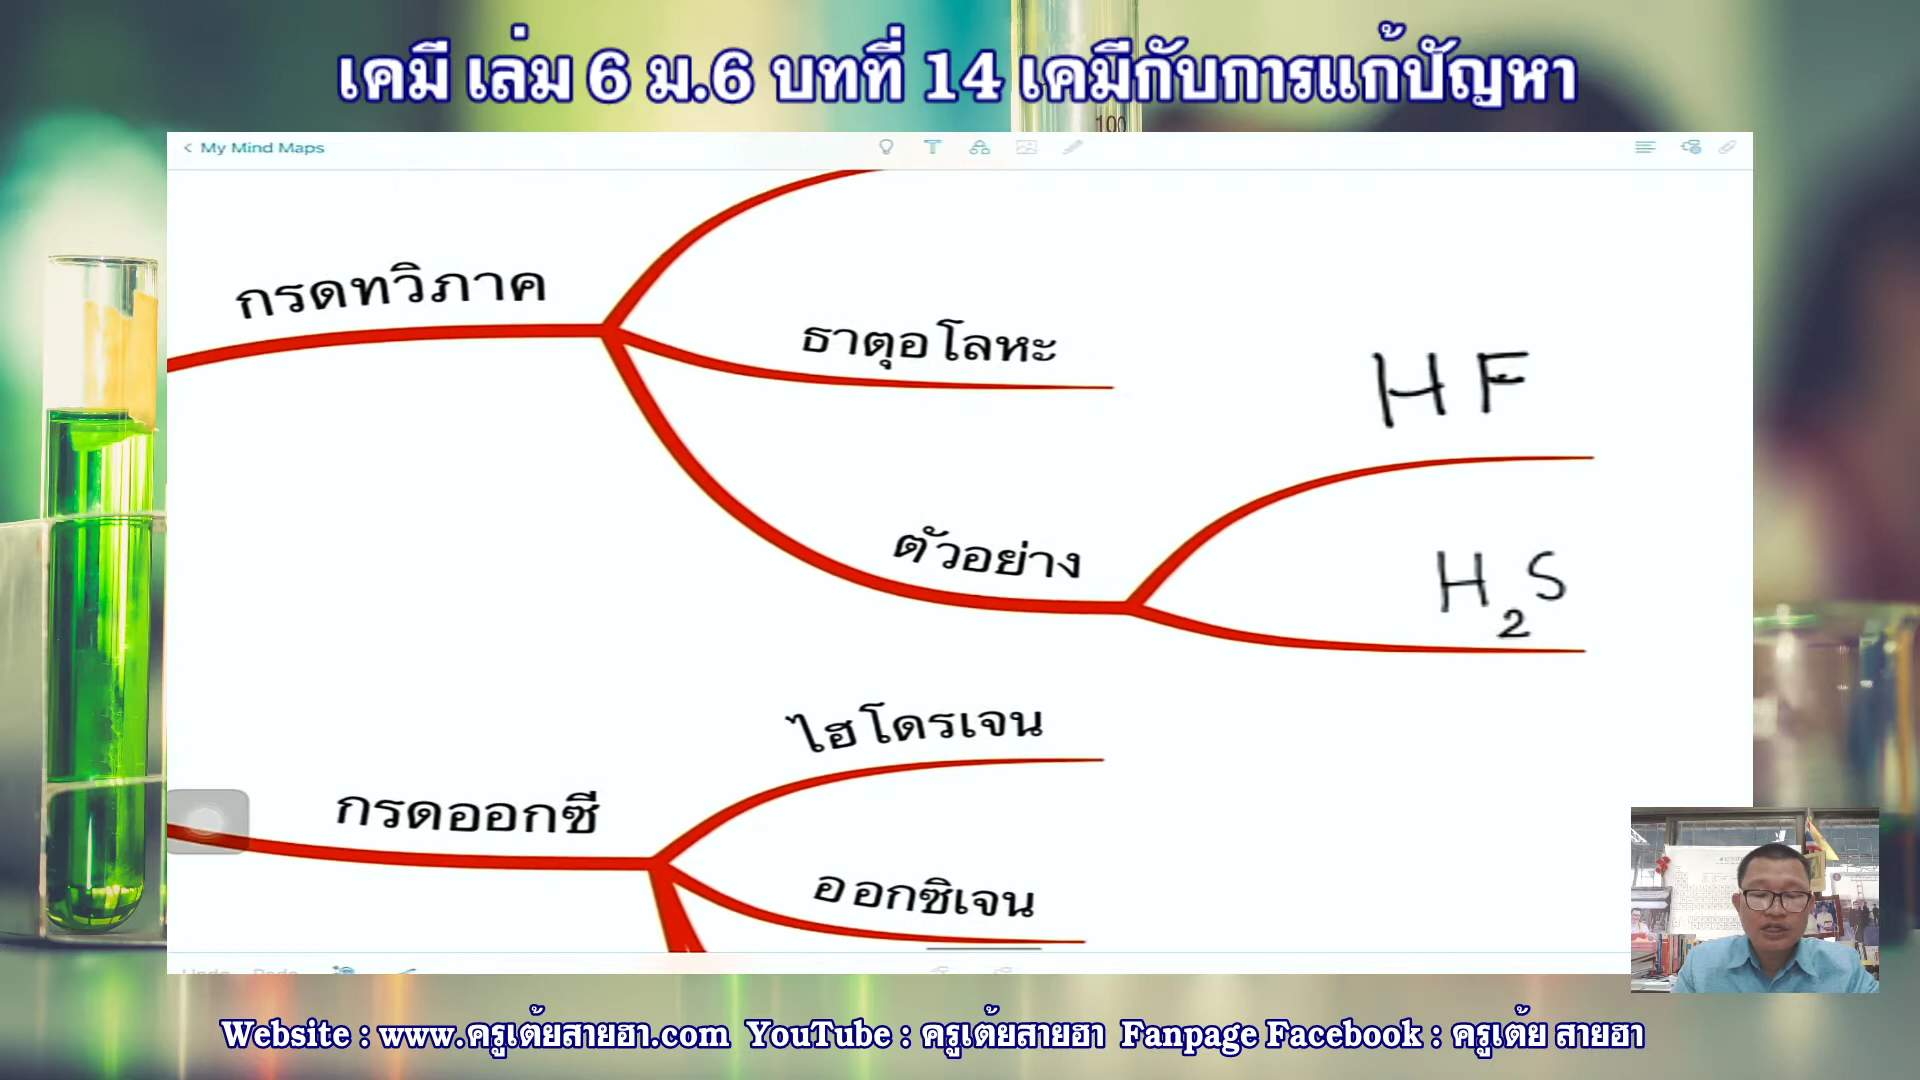 เคมี เล่ม 6 ม.6 บทที่ 14 เคมีกับการแก้ปัญหา
100
< My Mind Maps
กรดทวิภาค
ธาตุอโลหะ
HF
ตัวอย่าง
H₂S
ไฮโดรเจน
กรดออกซี
ออกซิเจน
Website : www.ครูเต้ยสายฮา.com YouTube : ครูเต้ยสายฮา Fanpage Facebook : ครูเต้ย สายฮา